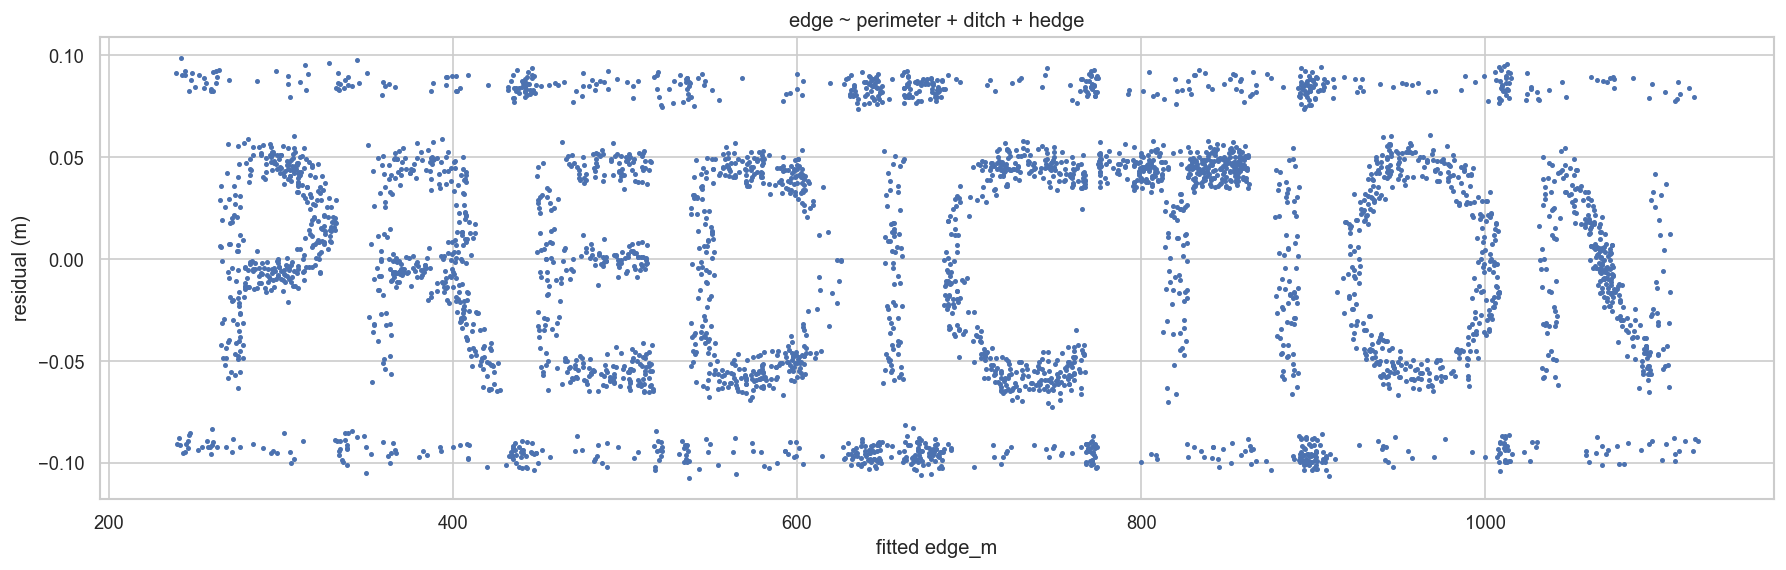 edge ~ perimeter + ditch + hedge
0.10
0.05
0.00
−0.05
−0.10
residual (m)
PREDICTION
200 400 600 800 1000
fitted edge_m